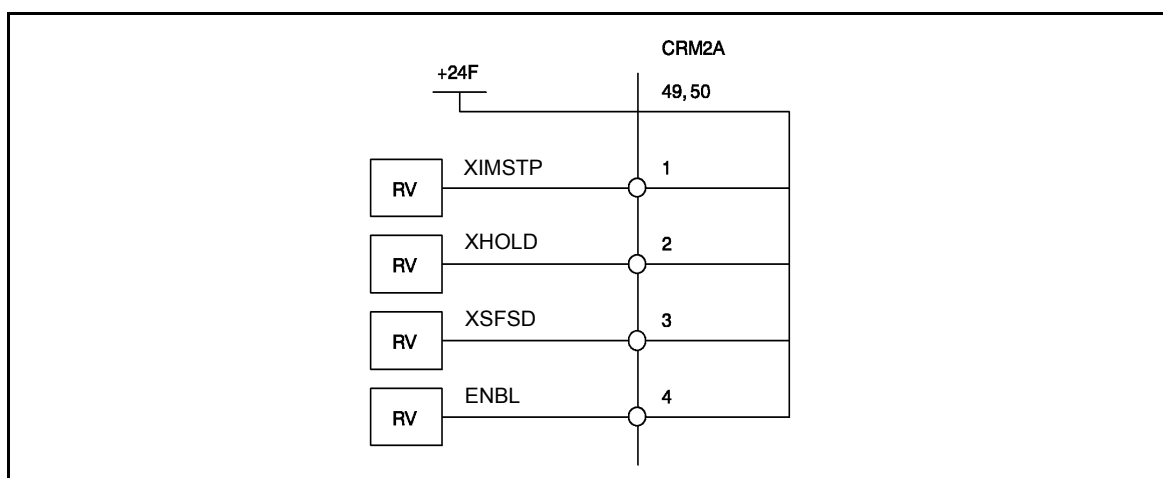 CRM2A
+24F
49, 50
RV XIMSTP 1
RV XHOLD 2
RV XSFSD 3
RV ENBL 4